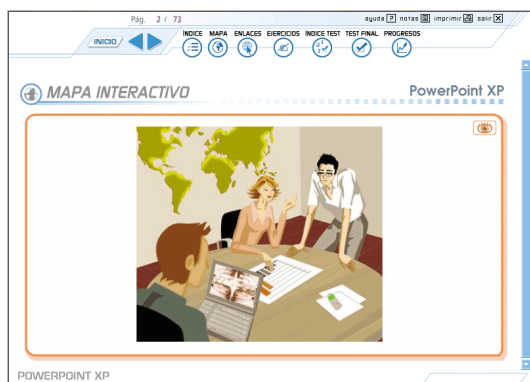 Pág. 2 / 73
ayuda ? notas imprimir salir X
INICIO
ÍNDICE MAPA ENLACES EJERCICIOS ÍNDICE TEST TEST FINAL PROGRESOS
MAPA INTERACTIVO
PowerPoint XP
POWERPOINT XP